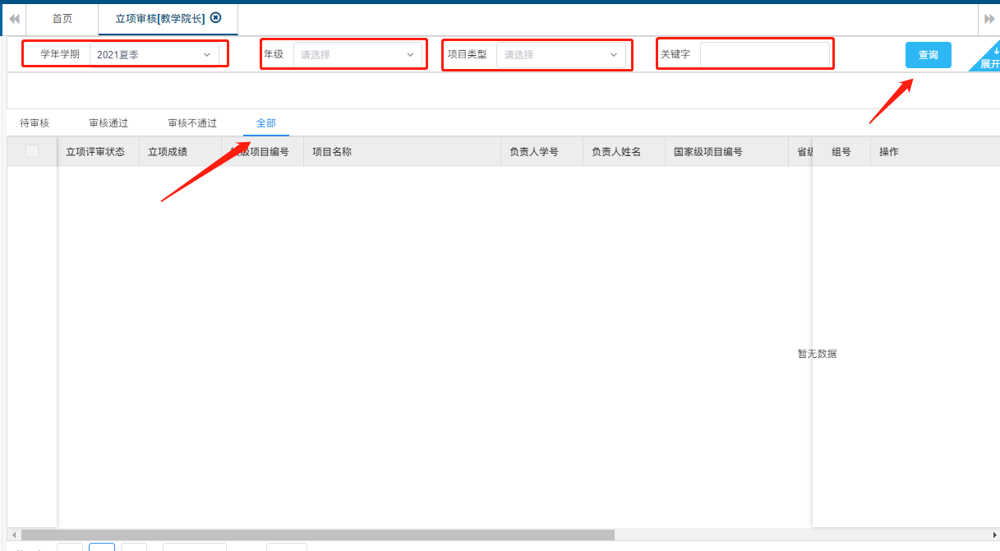 首页
立项审核[教学院长]
学年学期 2021夏季 年级 请选择 项目类型 请选择 关键字 查询 展开
待审核 审核通过 审核不通过 全部
立项评审状态 立项成绩 级项目编号 项目名称 负责人学号 负责人姓名 国家级项目编号 省级 组号 操作
暂无数据